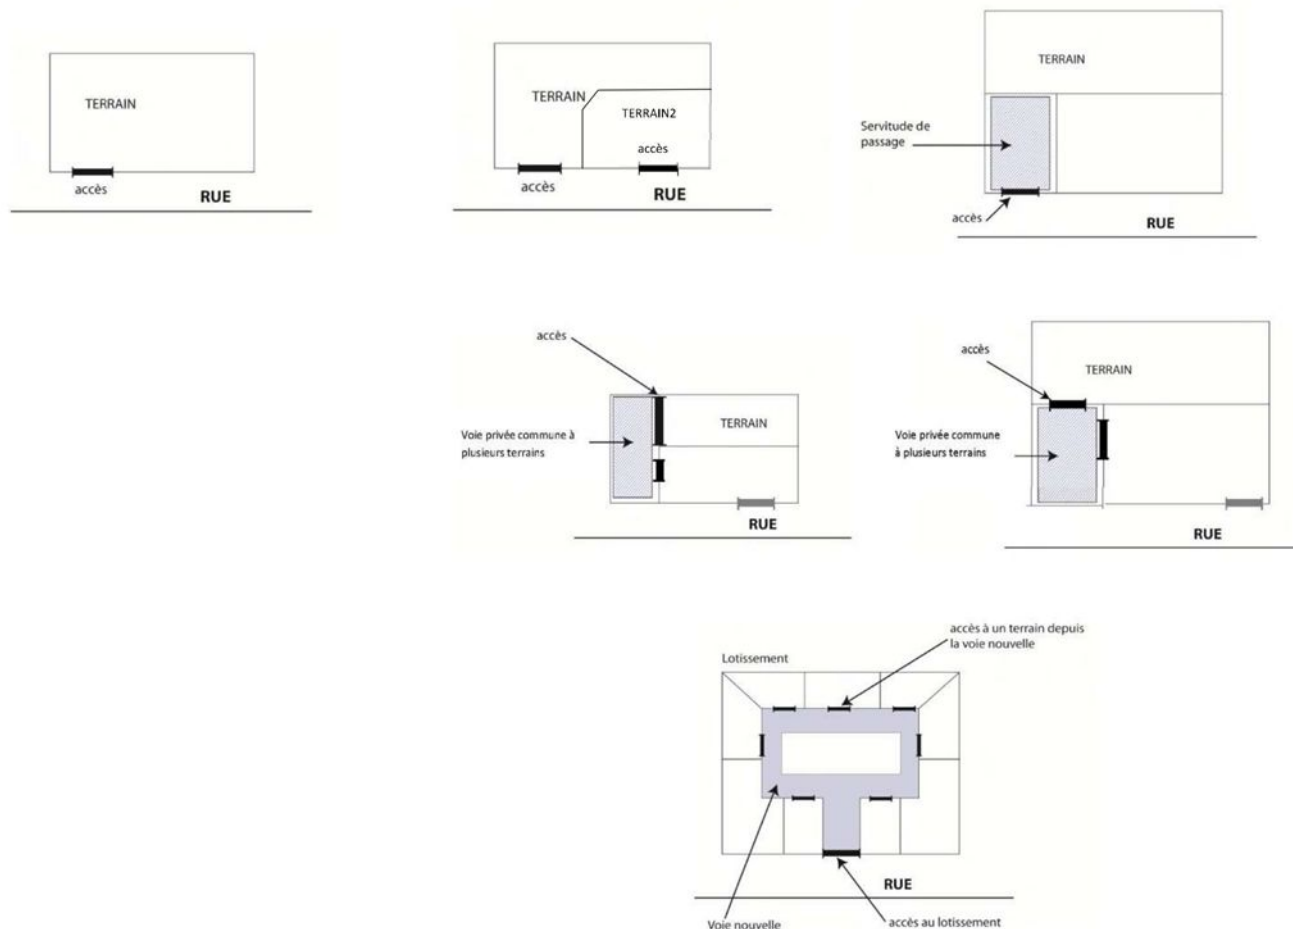 TERRAIN
accès
RUE
TERRAIN
TERRAIN2
accès
accès
RUE
TERRAIN
Servitude de
passage
accès
RUE
accès
TERRAIN
Voie privée commune à
plusieurs terrains
RUE
accès
TERRAIN
Voie privée commune
à plusieurs terrains
RUE
accès à un terrain depuis
la voie nouvelle
Lotissement
RUE
Voie nouvelle
accès au lotissement